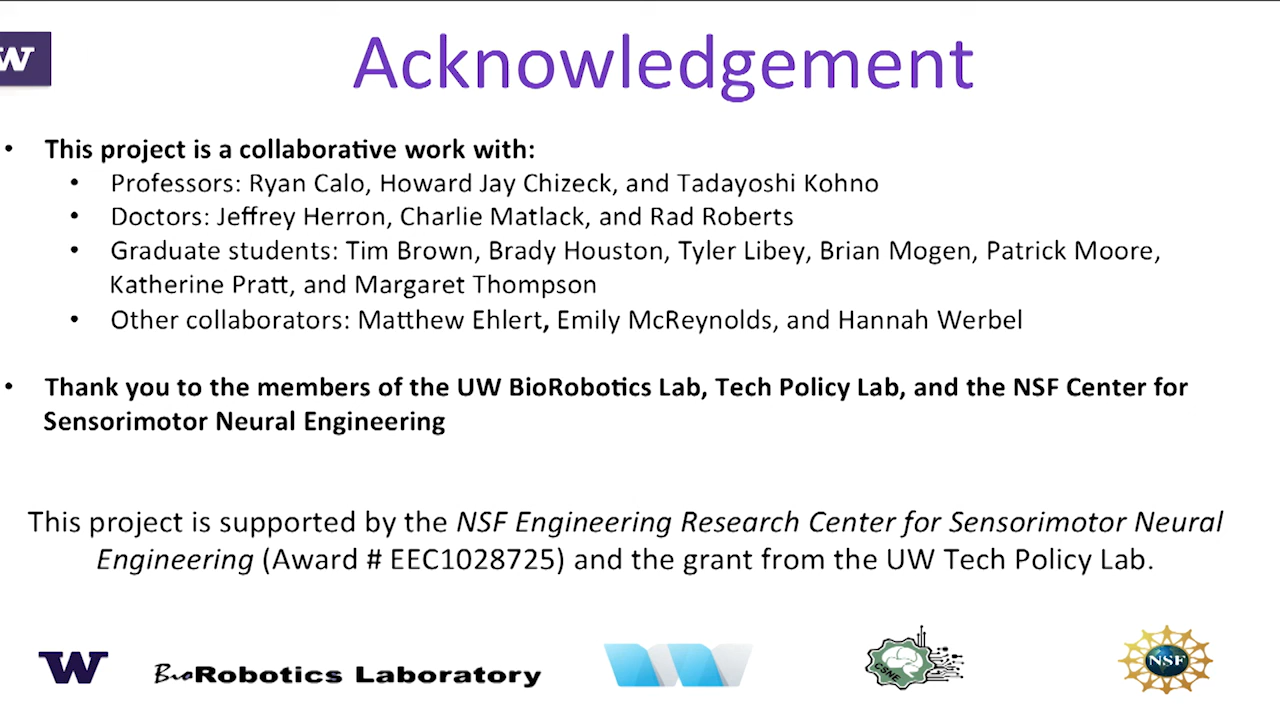 W
Acknowledgement
• This project is a collaborative work with:
• Professors: Ryan Calo, Howard Jay Chizeck, and Tadayoshi Kohno
• Doctors: Jeffrey Herron, Charlie Matlack, and Rad Roberts
• Graduate students: Tim Brown, Brady Houston, Tyler Libey, Brian Mogen, Patrick Moore,
Katherine Pratt, and Margaret Thompson
• Other collaborators: Matthew Ehlert, Emily McReynolds, and Hannah Werbel
• Thank you to the members of the UW BioRobotics Lab, Tech Policy Lab, and the NSF Center for
Sensorimotor Neural Engineering
This project is supported by the NSF Engineering Research Center for Sensorimotor Neural
Engineering (Award # EEC1028725) and the grant from the UW Tech Policy Lab.
W BioRobotics Laboratory W CSNE NSF